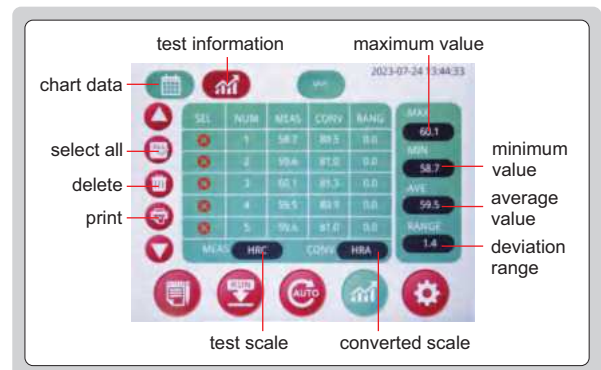 test information
maximum value
2023-07-24 13:44:33
chart data
SEL NUM MEAS CONV RANG
MAX
60.1
1 58.7 80.5 0.0
MIN
select all
ALL
2 59.6 81.0 0.0
58.7
minimum
value
delete
3 60.1 81.3 0.0
AVE
print
4 59.5 80.9 0.0
59.5
average
value
5 59.6 81.0 0.0
RANGE
1.4
deviation
range
MEAS HRC CONV HRA
RUN
AUTO
test scale
converted scale